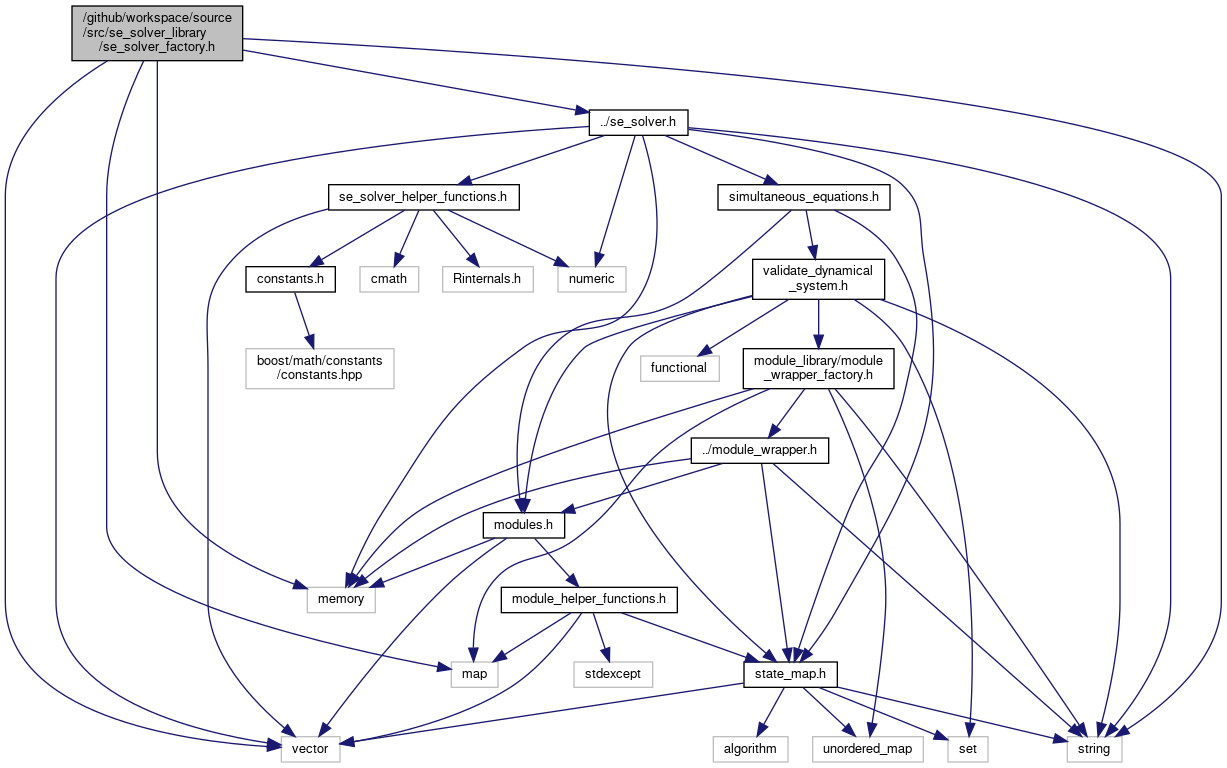 /github/workspace/source
/src/se_solver_library
/se_solver_factory.h
../se_solver.h
se_solver_helper_functions.h
simultaneous_equations.h
constants.h
cmath
Rinternals.h
numeric
validate_dynamical
_system.h
boost/math/constants
/constants.hpp
functional
module_library/module
_wrapper_factory.h
../module_wrapper.h
modules.h
memory
module_helper_functions.h
map
stdexcept
state_map.h
vector
algorithm
unordered_map
set
string